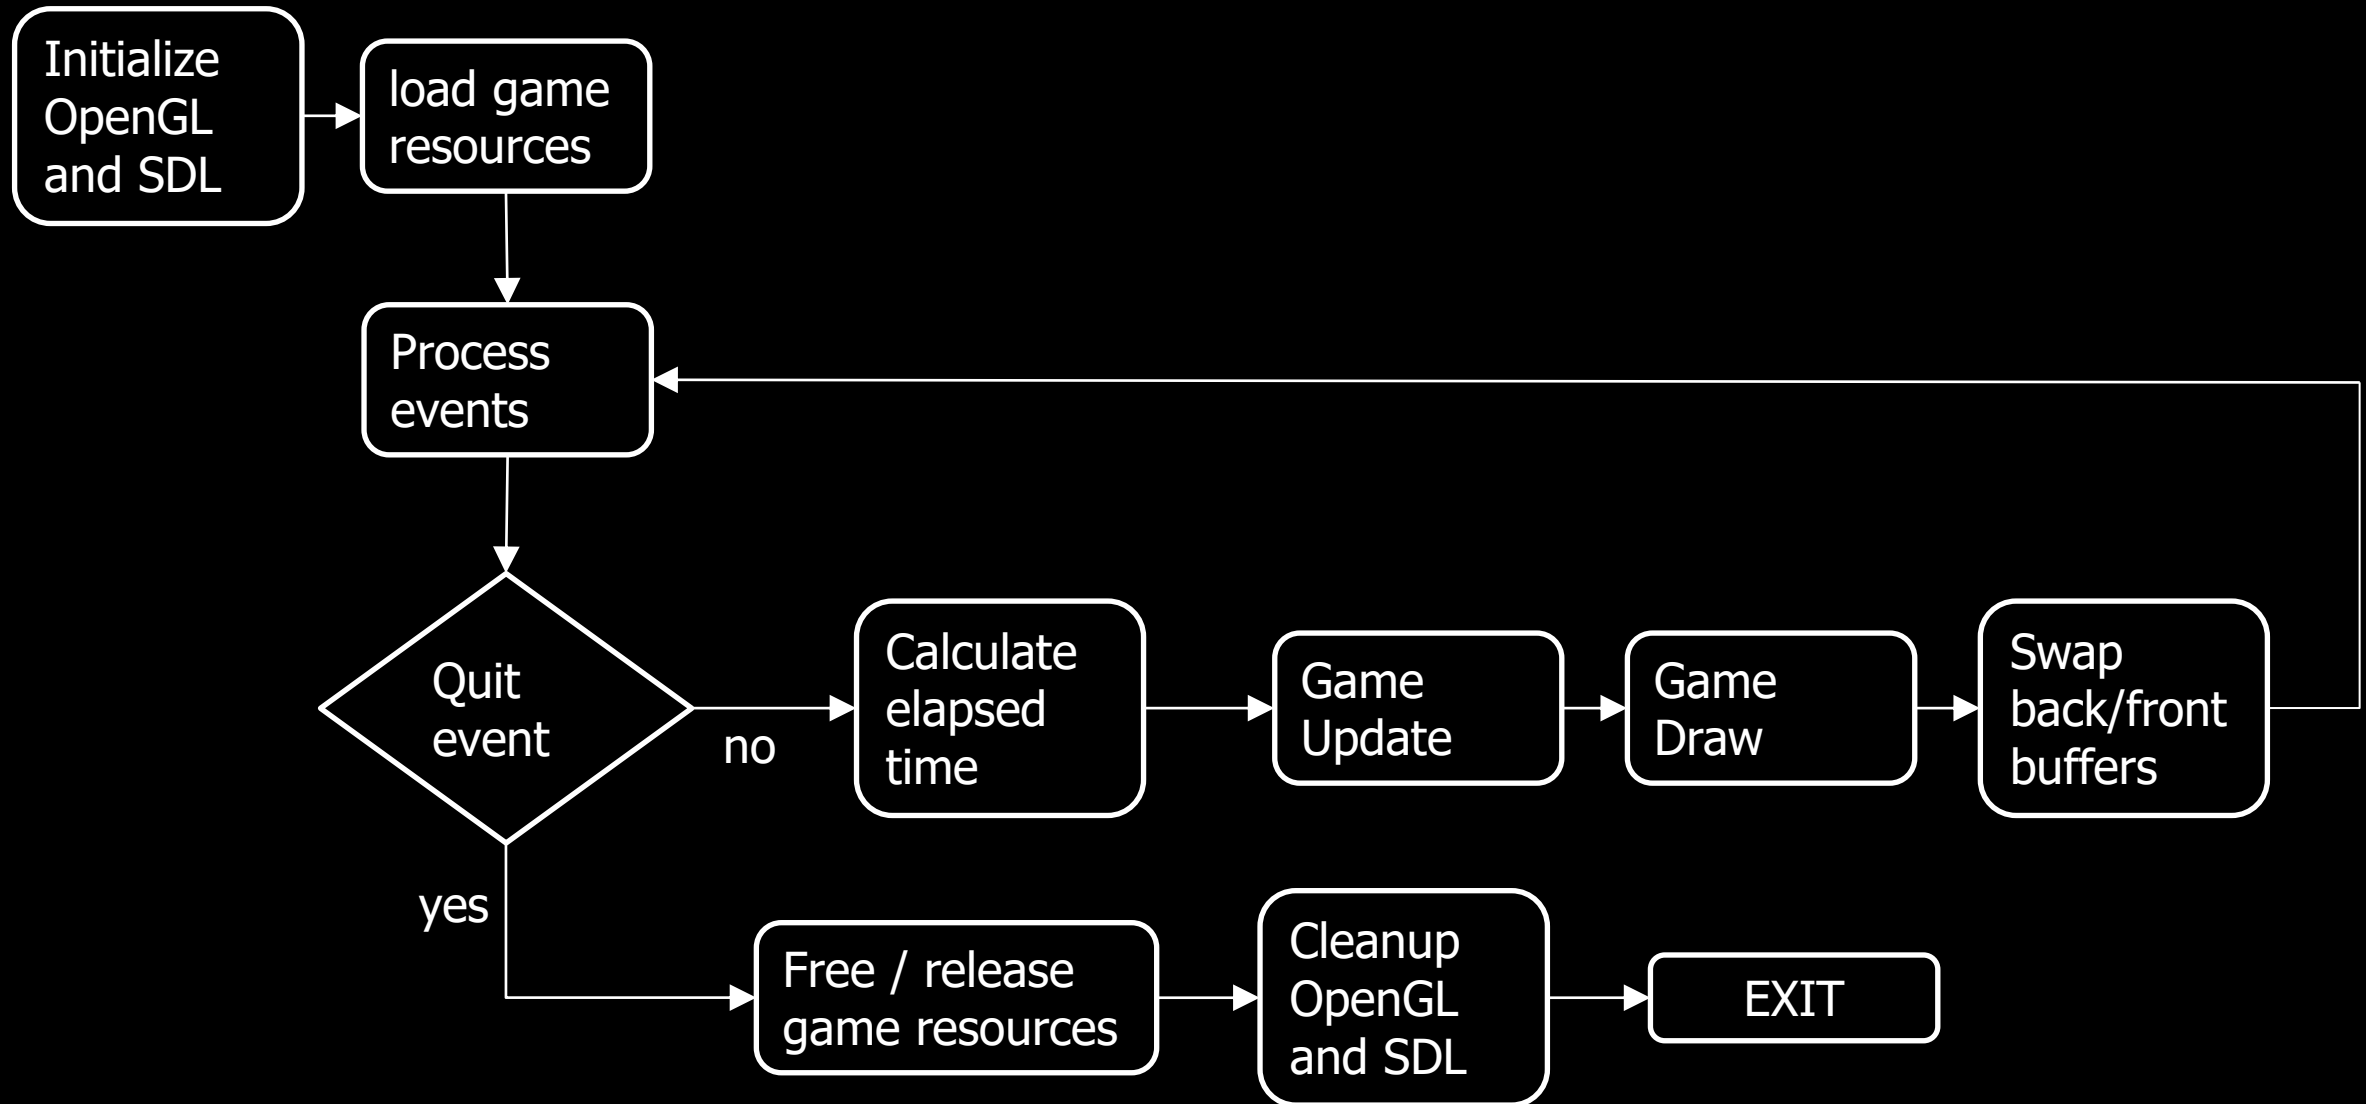 Initialize
OpenGL
and SDL
load game
resources
Process
events
Quit
event
no
Calculate
elapsed
time
Game
Update
Game
Draw
Swap
back/front
buffers
yes
Free / release
game resources
Cleanup
OpenGL
and SDL
EXIT